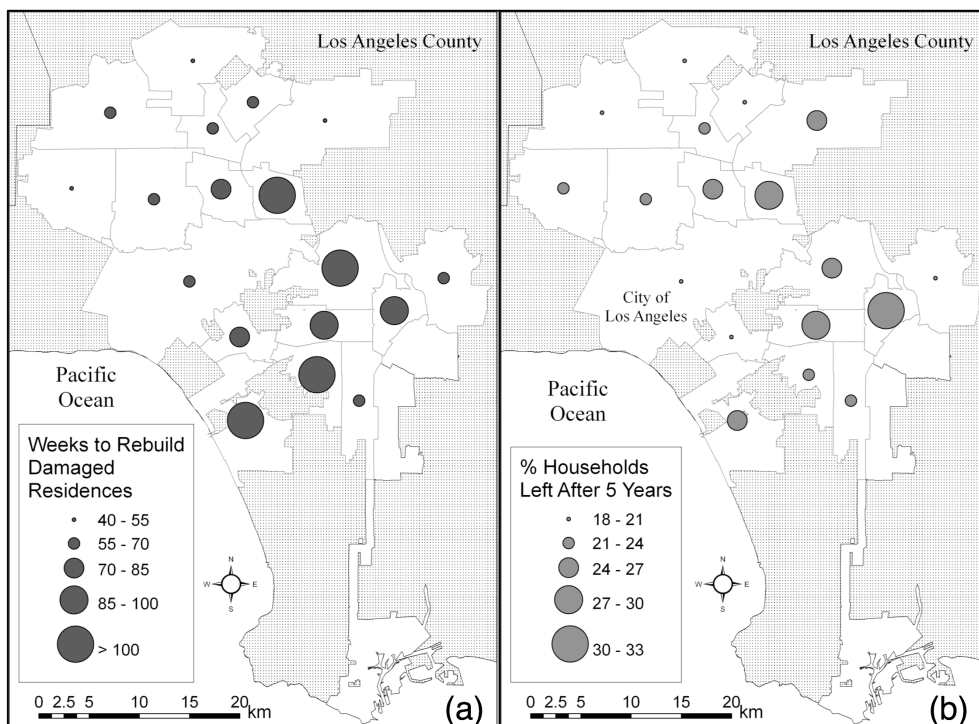 Los Angeles County
Pacific
Ocean
Weeks to Rebuild
Damaged
Residences
40 - 55
55 - 70
70 - 85
85 - 100
> 100
N
W E
S
0 2.5 5 10 15 20
km
(a)
Los Angeles County
City of
Los Angeles
Pacific
Ocean
% Households
Left After 5 Years
18 - 21
21 - 24
24 - 27
27 - 30
30 - 33
N
W E
S
0 2.5 5 10 15 20
km
(b)